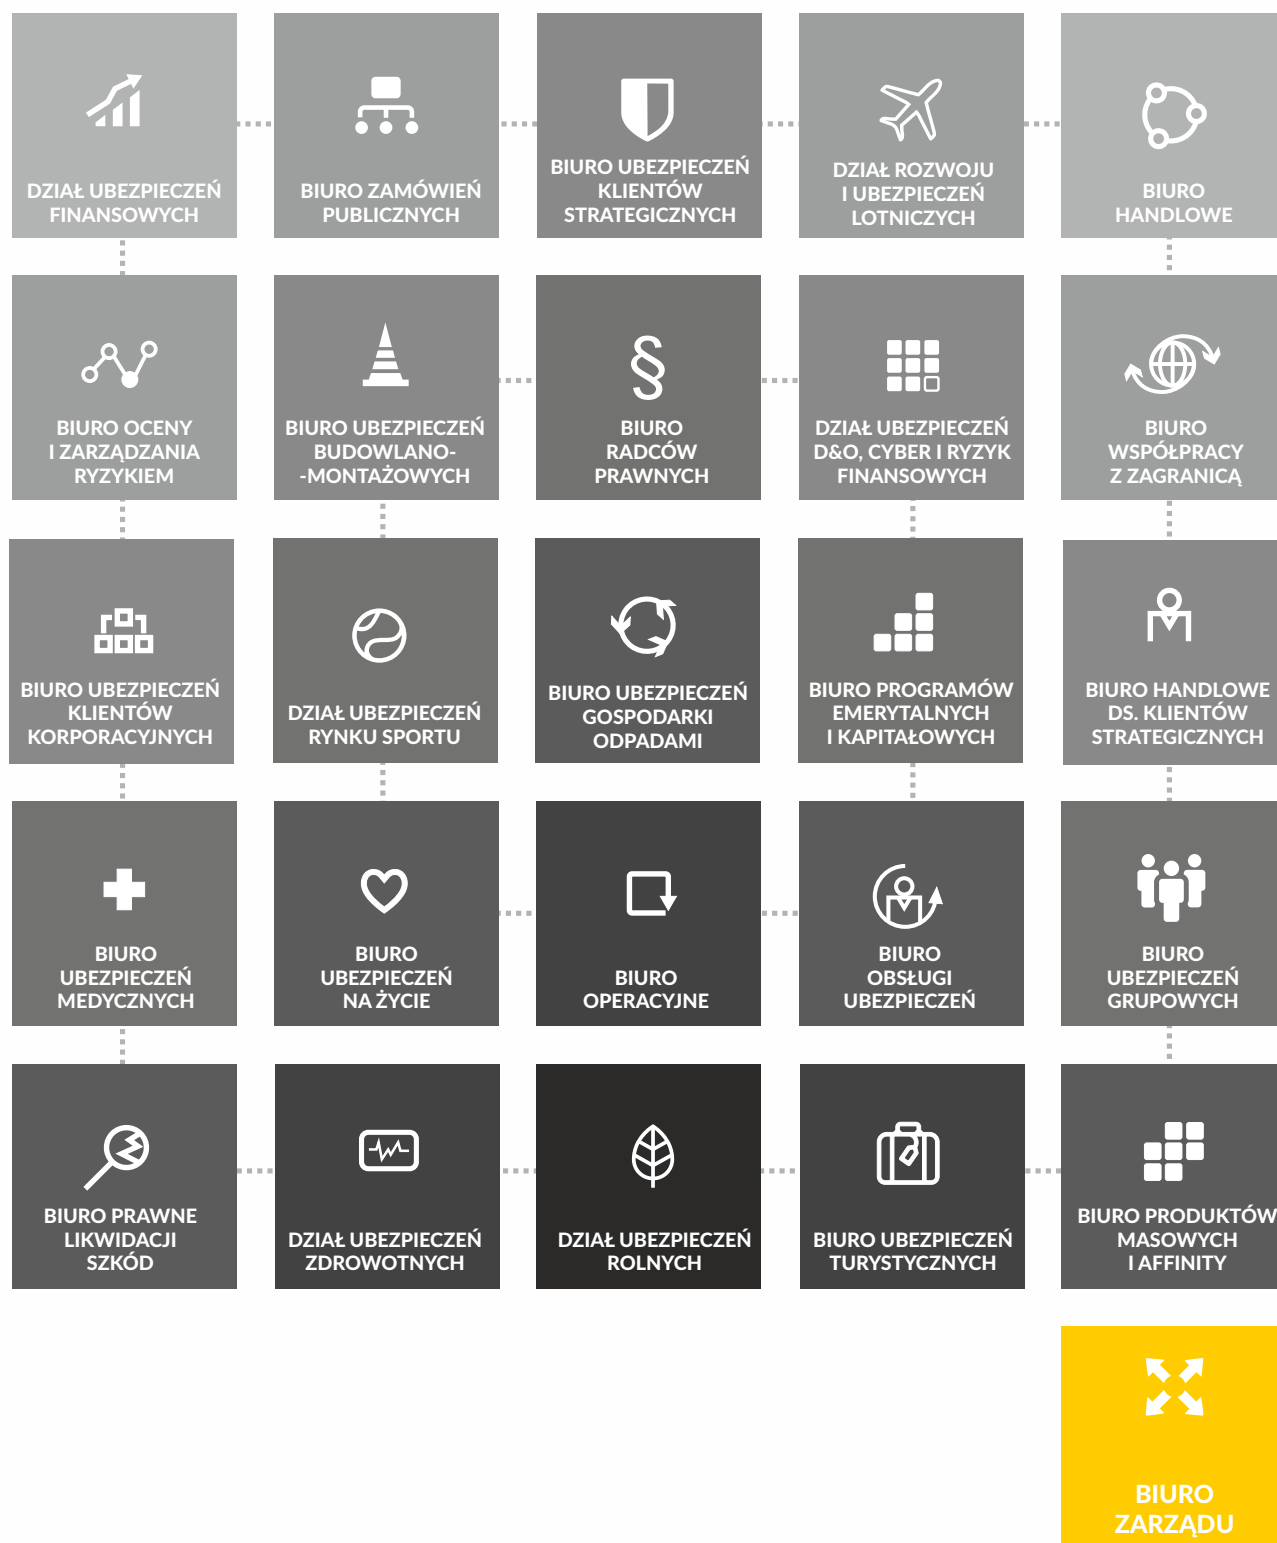 DZIAŁ UBEZPIECZEŃ
FINANSOWYCH
BIURO ZAMÓWIEŃ
PUBLICZNYCH
BIURO UBEZPIECZEŃ
KLIENTÓW
STRATEGICZNYCH
DZIAŁ ROZWOJU
I UBEZPIECZEŃ
LOTNICZYCH
BIURO
HANDLOWE
BIURO OCENY
I ZARZĄDZANIA
RYZYKIEM
BIURO UBEZPIECZEŃ
BUDOWLANO-
-MONTAŻOWYCH
§
BIURO
RADCÓW
PRAWNYCH
DZIAŁ UBEZPIECZEŃ
D&O, CYBER I RYZYK
FINANSOWYCH
BIURO
WSPÓŁPRACY
Z ZAGRANICĄ
BIURO UBEZPIECZEŃ
KLIENTÓW
KORPORACYJNYCH
DZIAŁ UBEZPIECZEŃ
RYNKU SPORTU
BIURO UBEZPIECZEŃ
GOSPODARKI
ODPADAMI
BIURO PROGRAMÓW
EMERYTALNYCH
I KAPITAŁOWYCH
BIURO HANDLOWE
DS. KLIENTÓW
STRATEGICZNYCH
BIURO
UBEZPIECZEŃ
MEDYCZNYCH
BIURO
UBEZPIECZEŃ
NA ŻYCIE
BIURO
OPERACYJNE
BIURO
OBSŁUGI
UBEZPIECZEŃ
BIURO
UBEZPIECZEŃ
GRUPOWYCH
BIURO PRAWNE
LIKWIDACJI
SZKÓD
DZIAŁ UBEZPIECZEŃ
ZDROWOTNYCH
DZIAŁ UBEZPIECZEŃ
ROLNYCH
BIURO UBEZPIECZEŃ
TURYSTYCZNYCH
BIURO PRODUKTÓW
MASOWYCH
I AFFINITY
BIURO
ZARZĄDU